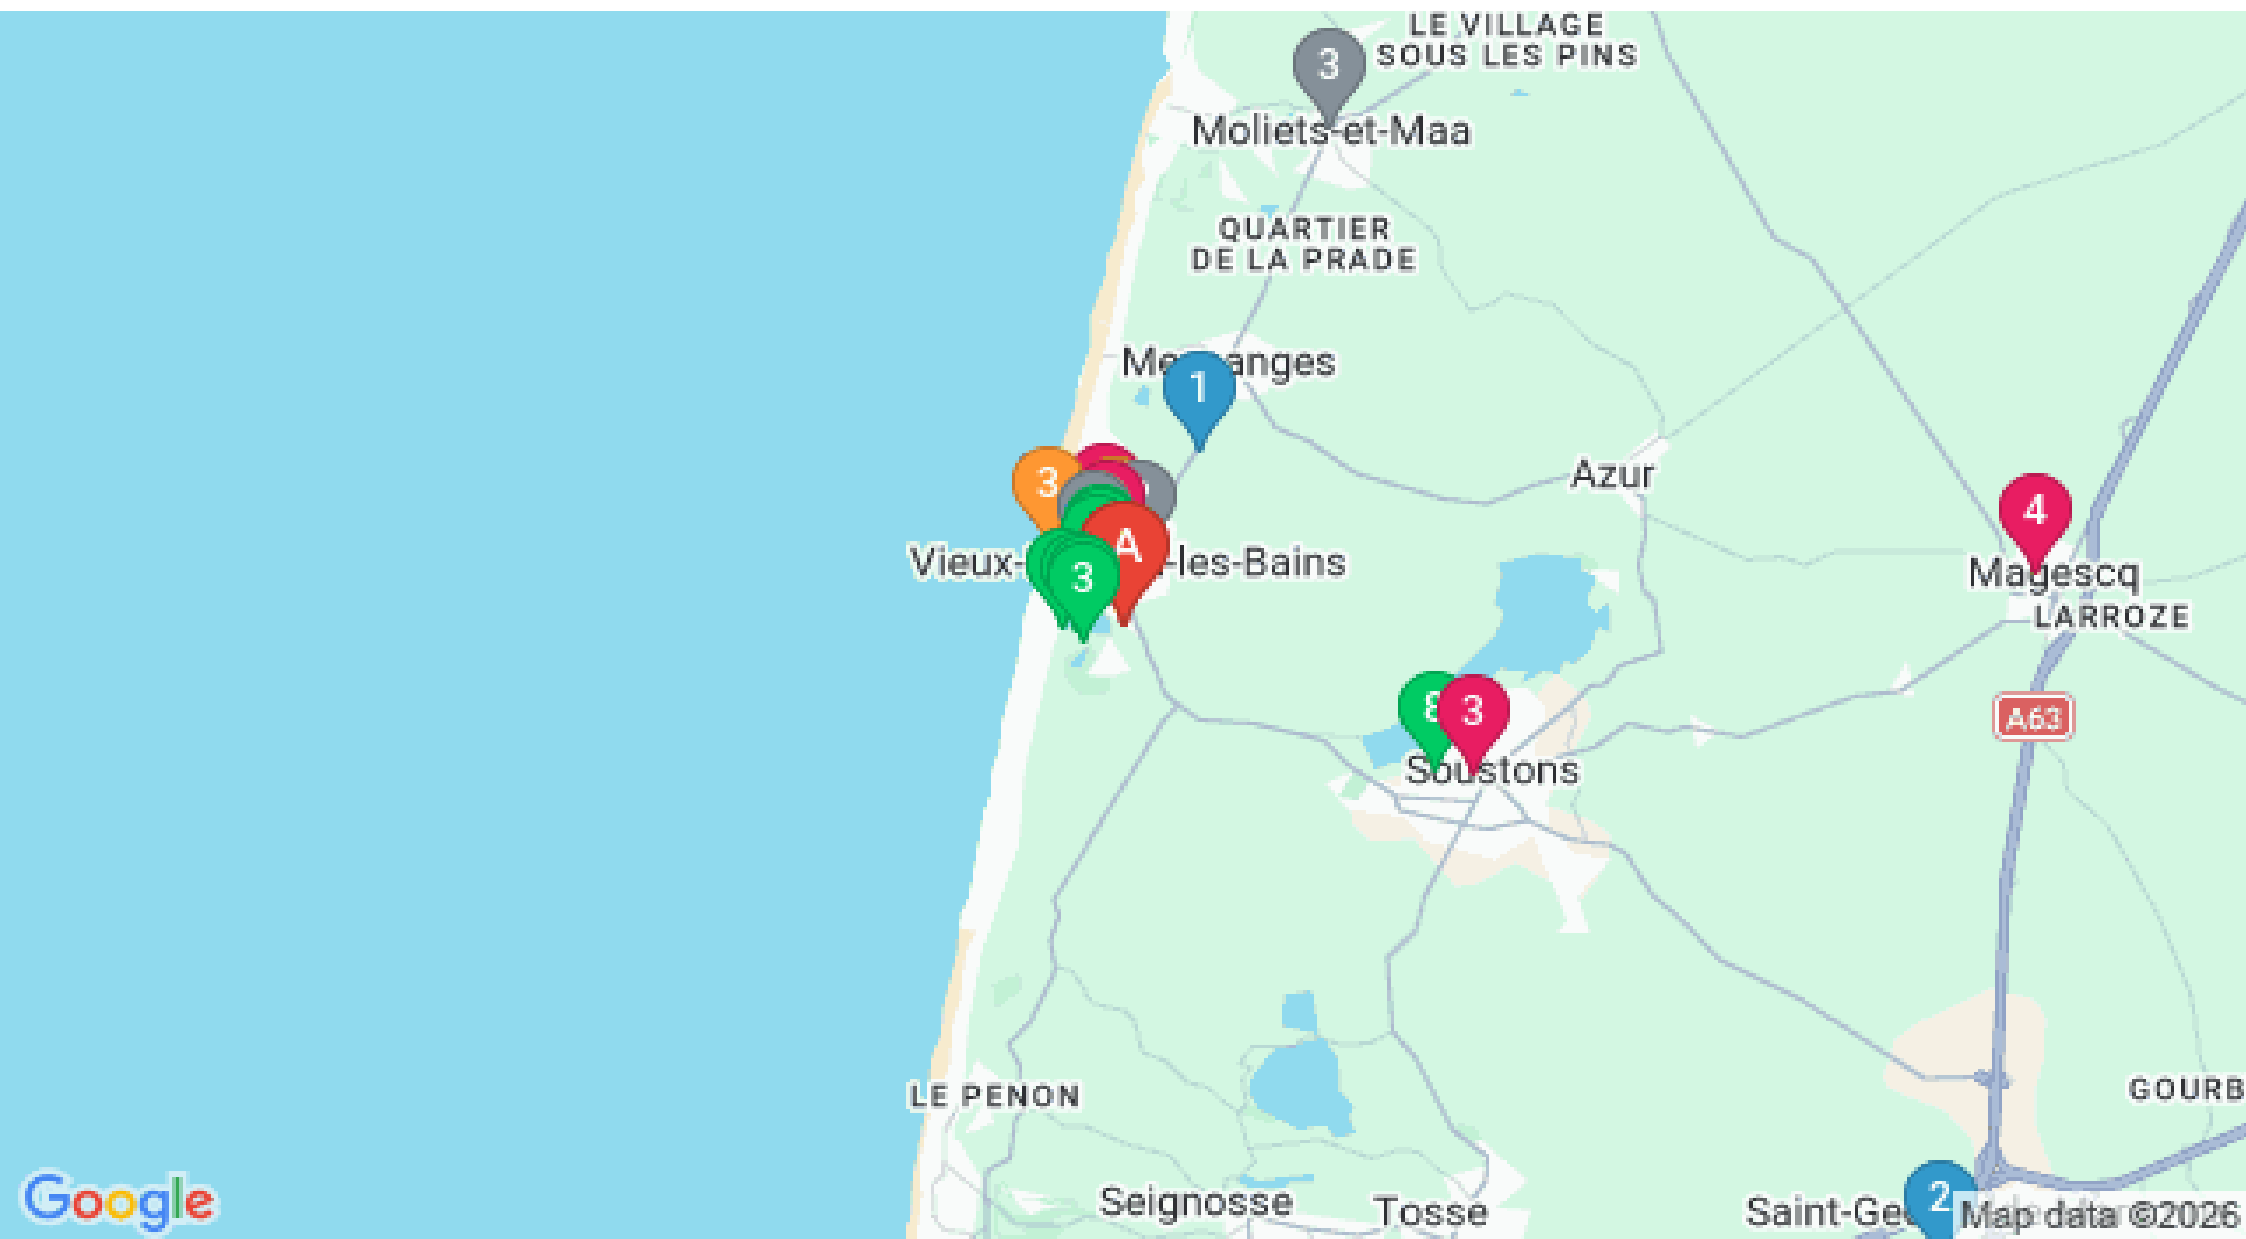 LE VILLAGE
SOUS LES PINS
3
Moliets-et-Maa
QUARTIER
DE LA PRADE
1
3
Azur
4
A
Vieux-
-les-Bains
3
Magescq
LARROZE
3
A63
Soustons
LE PENON
GOURB
Google
Seignosse
Tosse
2
Map data ©2026